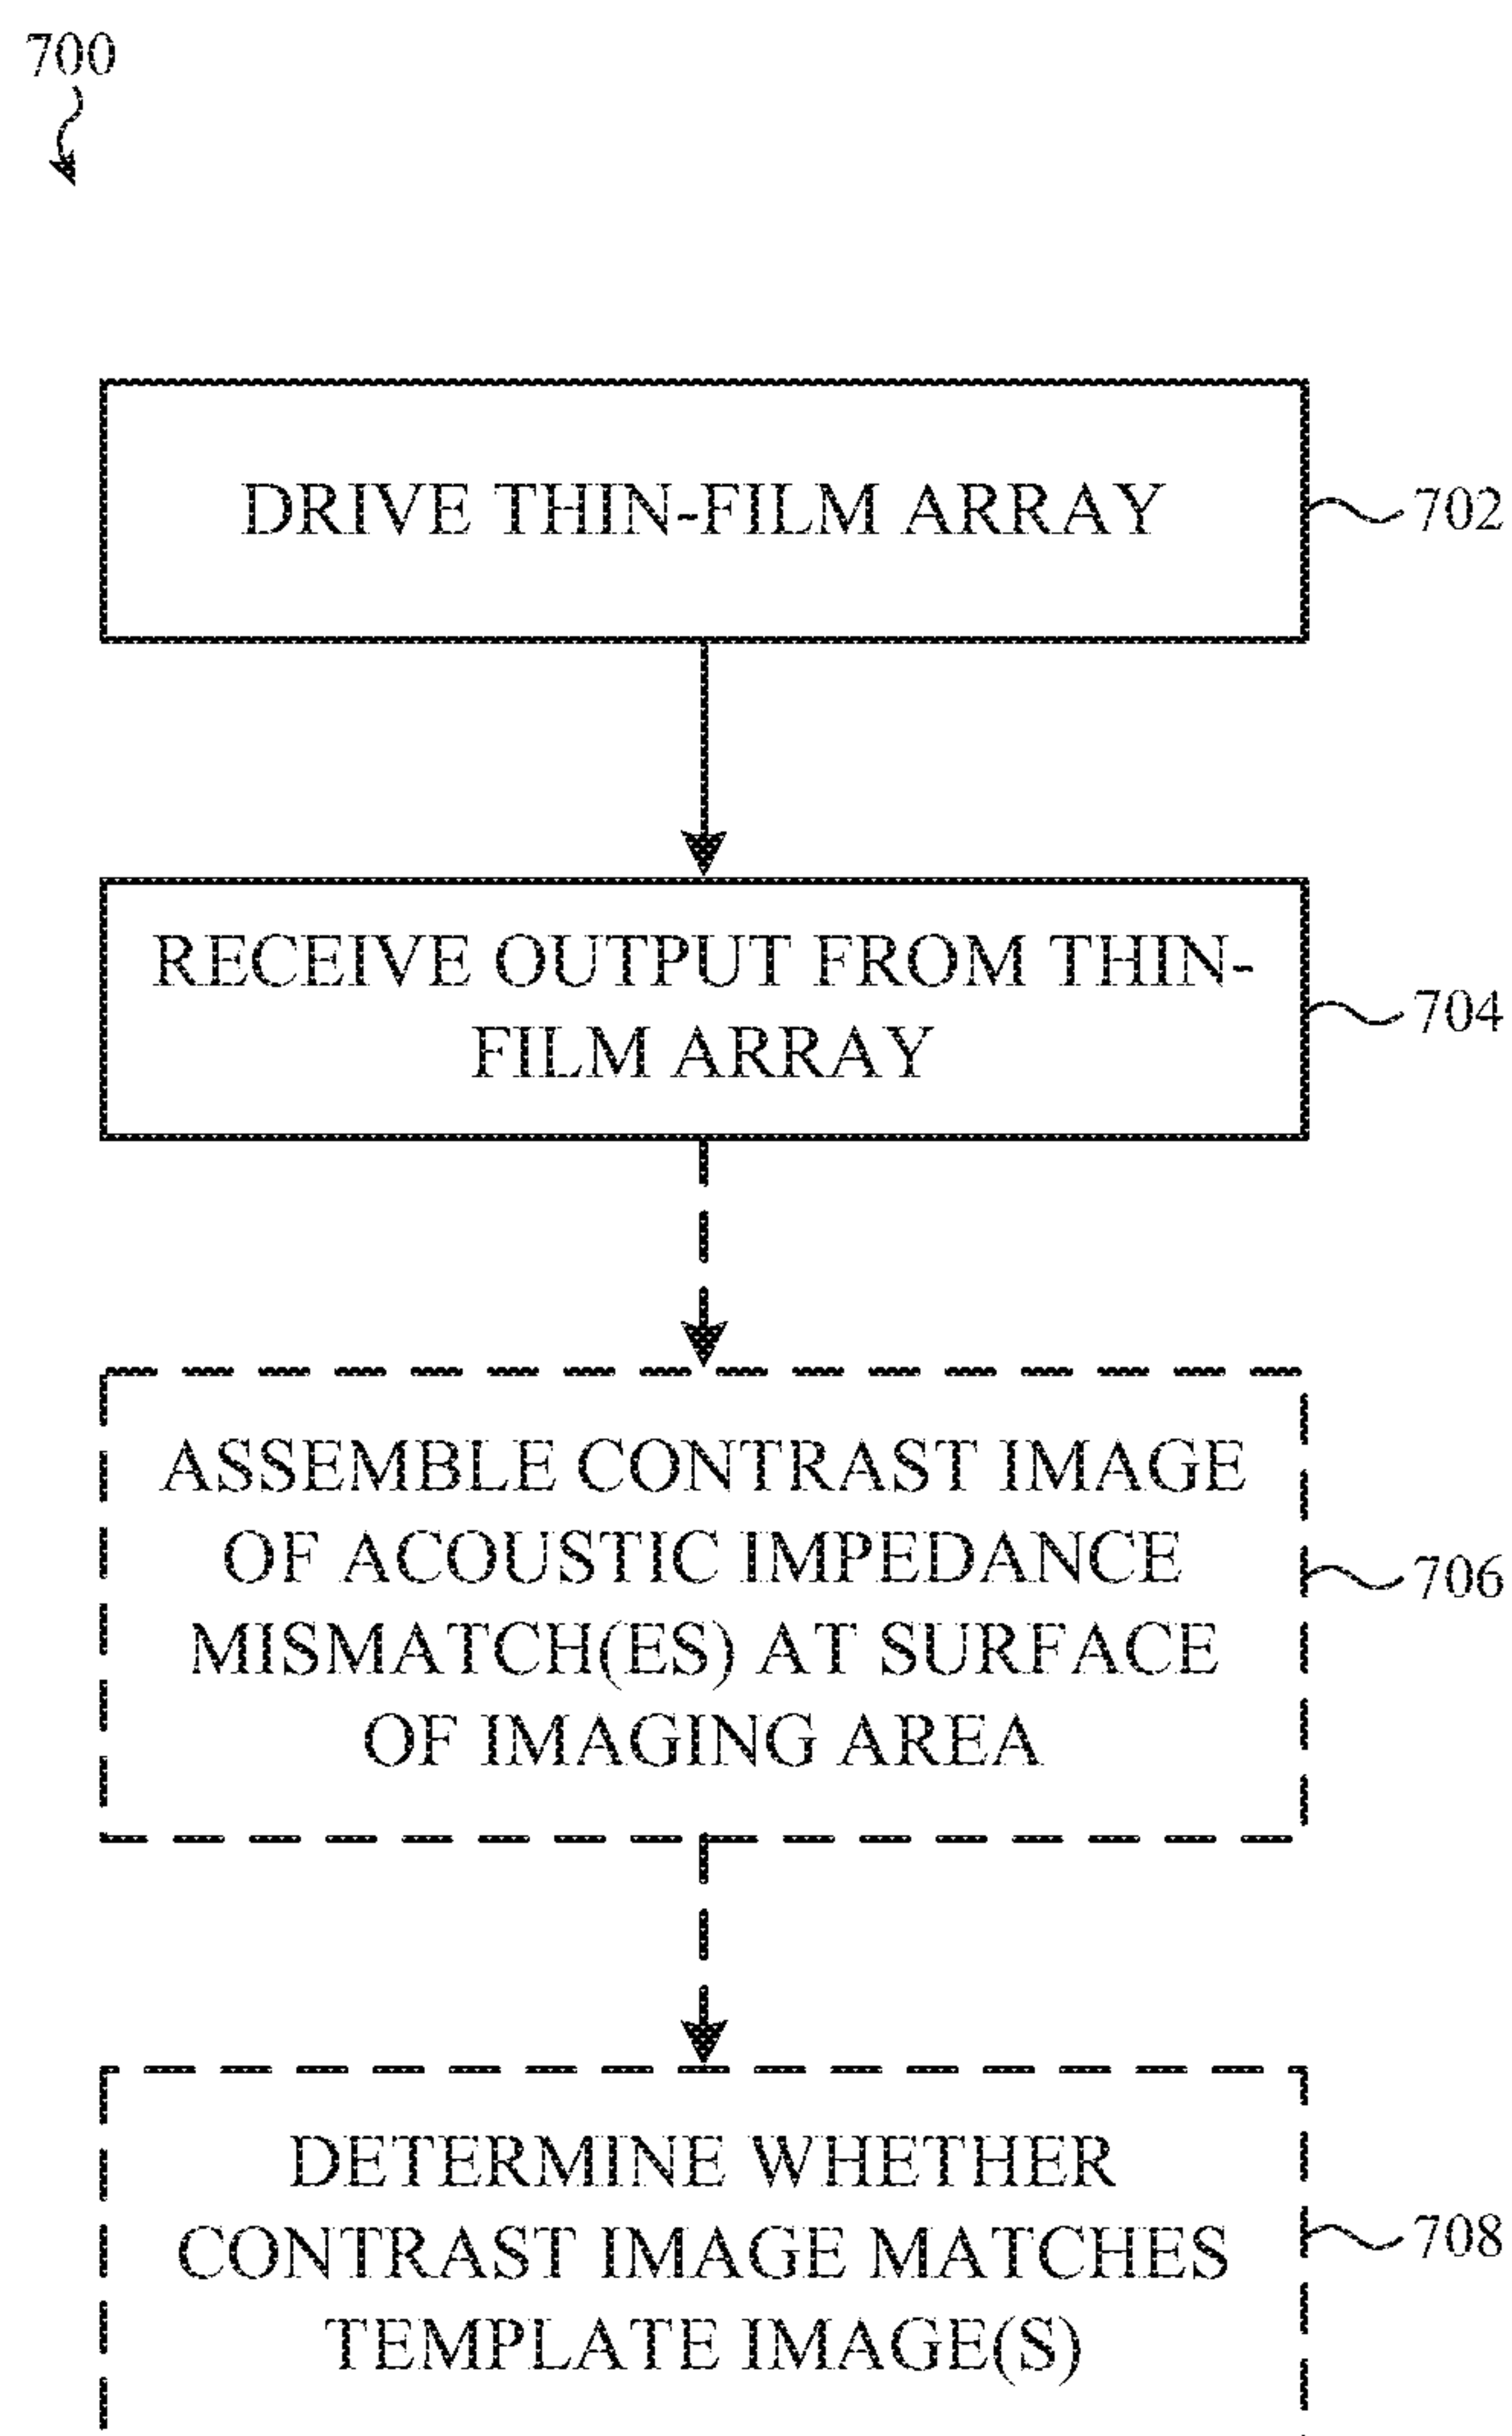 700
DRIVE THIN-FILM ARRAY
702
RECEIVE OUTPUT FROM THIN-
FILM ARRAY
704
ASSEMBLE CONTRAST IMAGE
OF ACOUSTIC IMPEDANCE
MISMATCH(ES) AT SURFACE
OF IMAGING AREA
706
DETERMINE WHETHER
CONTRAST IMAGE MATCHES
TEMPLATE IMAGE(S)
708